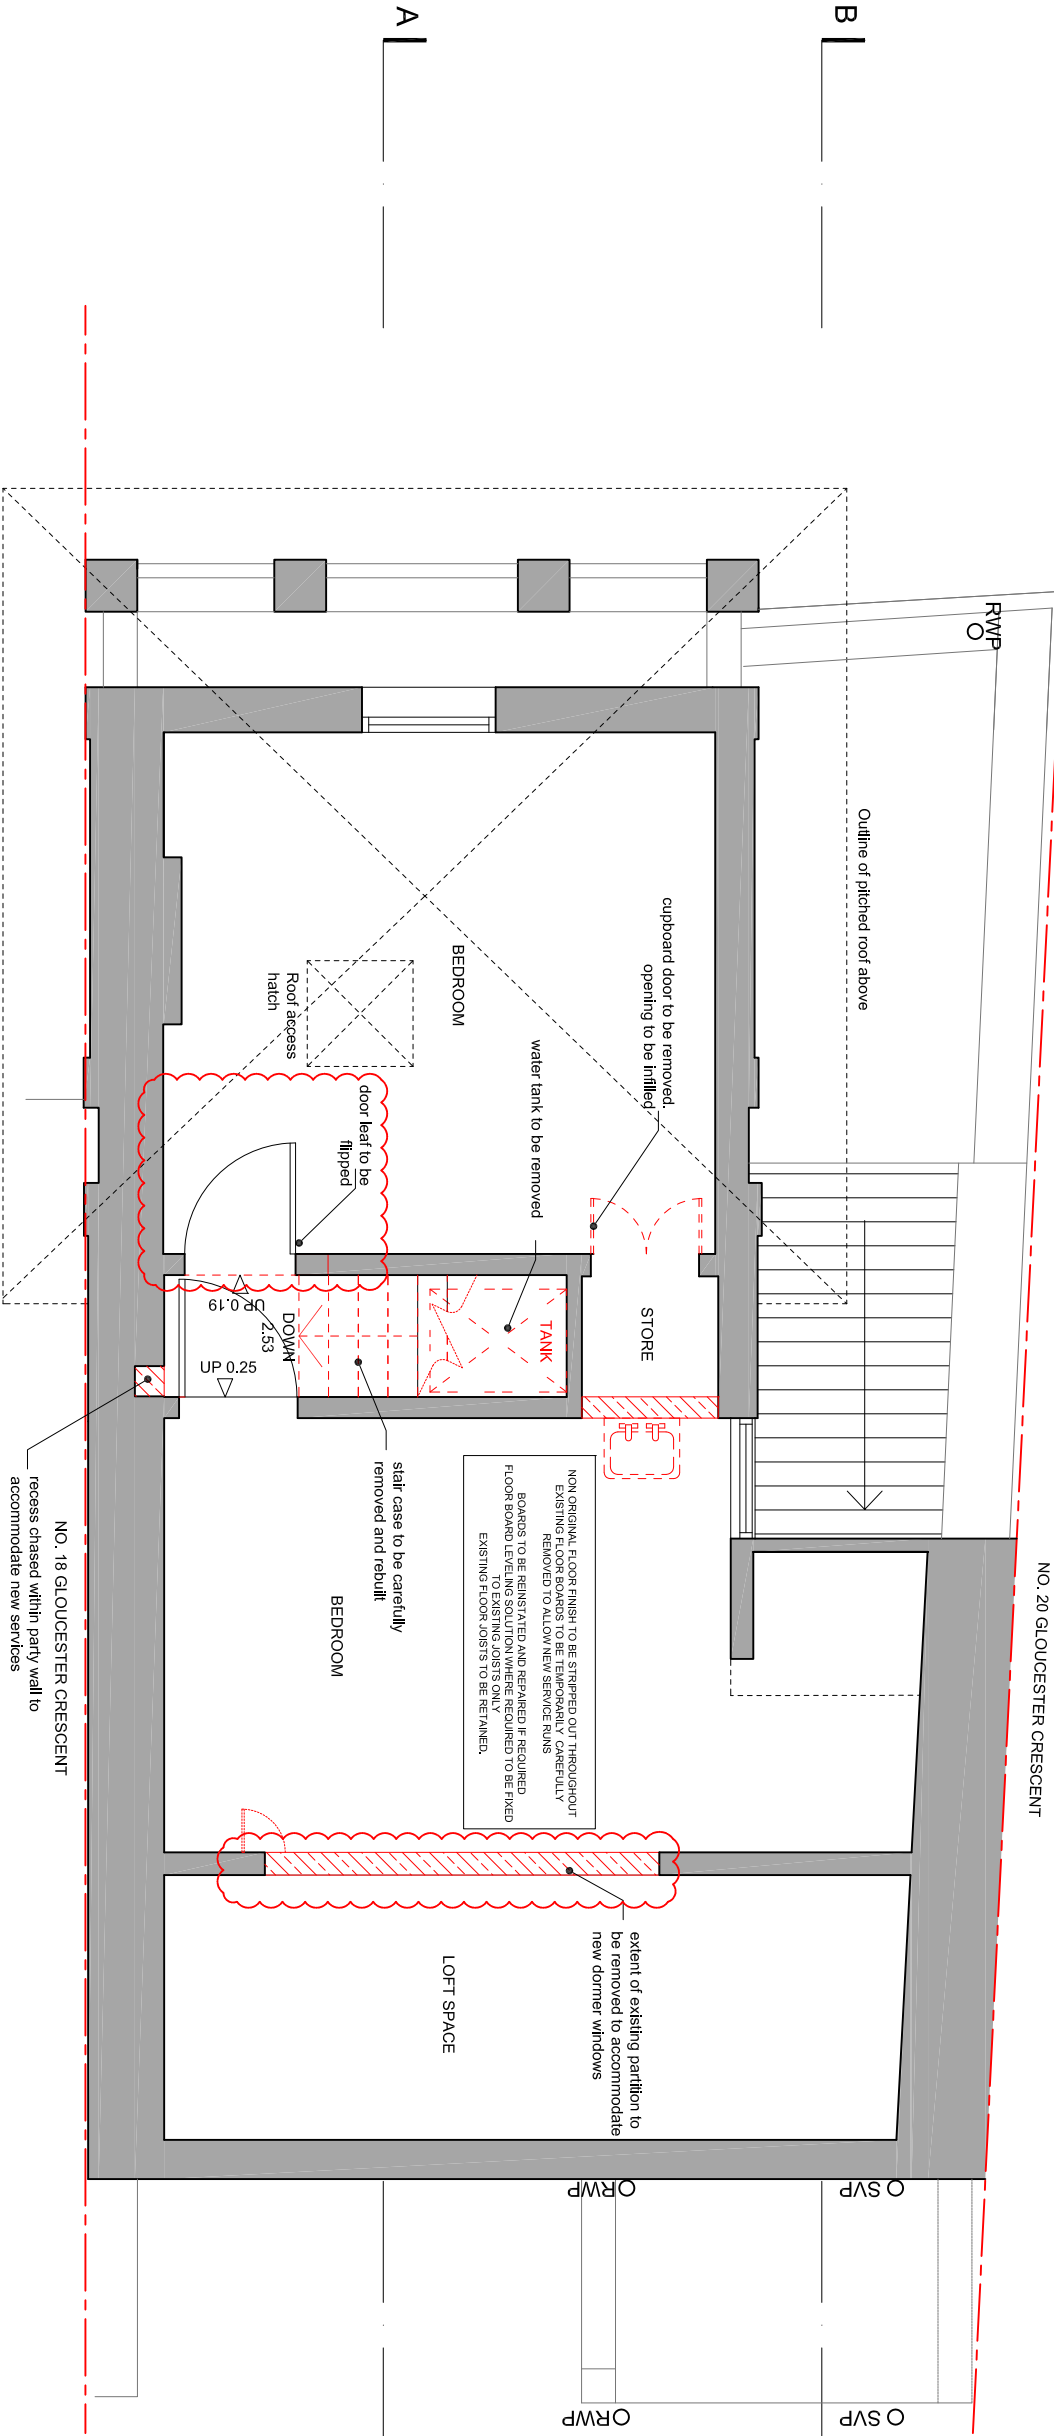 A
B
RWP
Outline of pitched roof above
cupboard door to be removed.
opening to be infilled
BEDROOM
water tank to be removed
Roof access
hatch
door leaf to be
flipped
STORE
TANK
DOWN
2.53
UP 0.19
UP 0.25
stair case to be carefully
removed and rebuilt
recess chased within party wall to
accommodate new services
NO. 18 GLOUCESTER CRESCENT
NO. 20 GLOUCESTER CRESCENT
NON ORIGINAL FLOOR FINISH TO BE STRIPPED OUT THROUGHOUT
EXISTING FLOOR BOARDS TO BE TEMPORARILY CAREFULLY
REMOVED TO ALLOW NEW SERVICE RUNS
BOARDS TO BE REINSTATED AND REPAIRED IF REQUIRED
FLOOR BOARD LEVELING SOLUTION WHERE REQUIRED TO BE FIXED
TO EXISTING JOISTS ONLY
EXISTING FLOOR JOISTS TO BE RETAINED.
BEDROOM
extent of existing partition to
be removed to accommodate
new dormer windows
LOFT SPACE
RWP
SVP
RWP
SVP